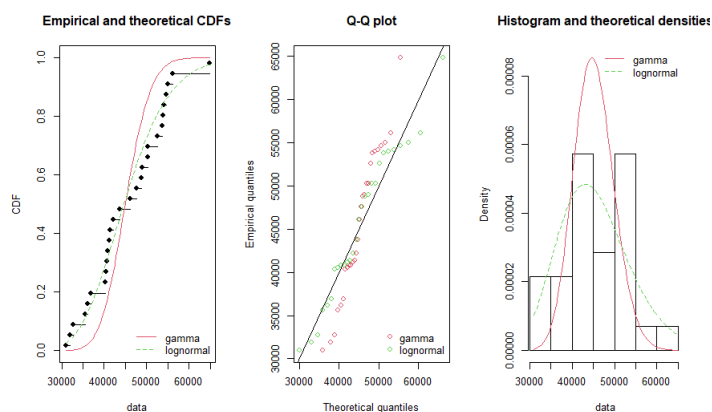 Empirical and theoretical CDFs
CDF
0.0 0.2 0.4 0.6 0.8 1.0
gamma
lognormal
30000 40000 50000 60000
data
Q-Q plot
Empirical quantiles
30000 35000 40000 45000 50000 55000 60000 65000
gamma
lognormal
30000 40000 50000 60000
Theoretical quantiles
Histogram and theoretical densities
Density
0.00000 0.00002 0.00004 0.00006 0.00008
gamma
lognormal
30000 40000 50000 60000
data